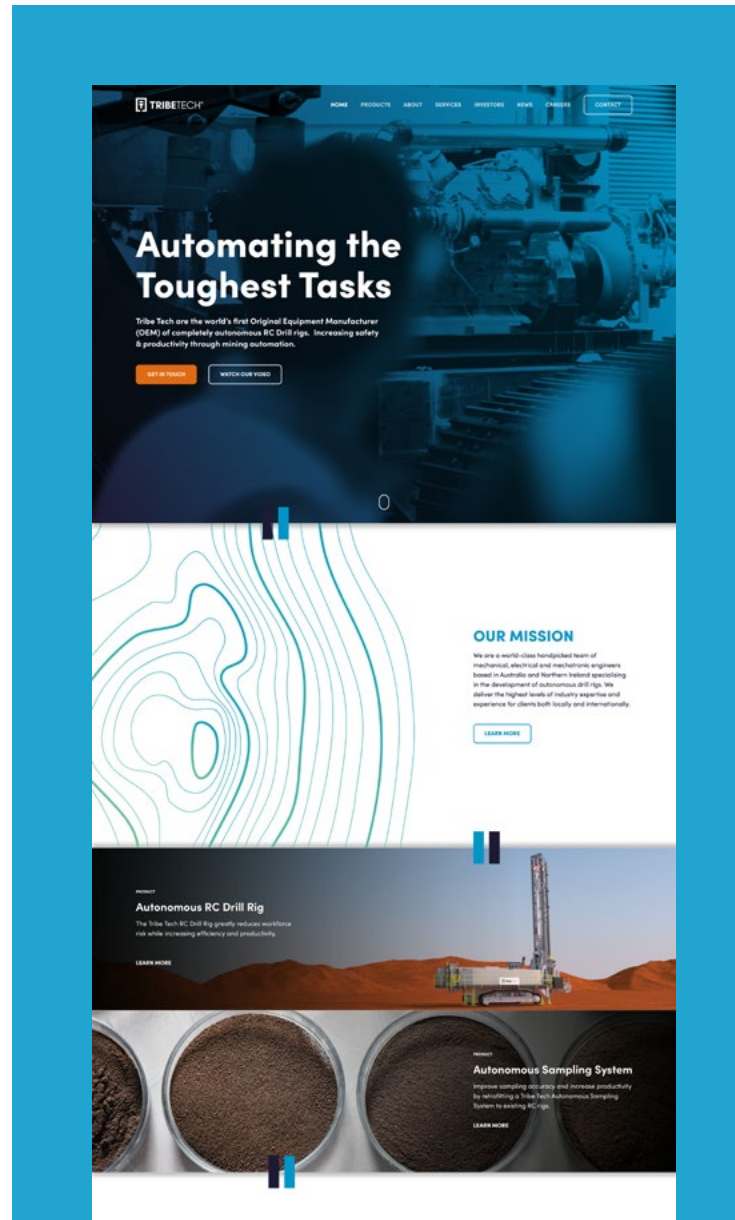 TRIBETECH®
HOME PRODUCTS ABOUT SERVICES INVESTORS NEWS CAREERS CONTACT
Automating the
Toughest Tasks
Tribe Tech are the world's first Original Equipment Manufacturer
(OEM) of completely autonomous RC Drill rigs. Increasing safety
& productivity through mining automation.
GET IN TOUCH WATCH OUR VIDEO
OUR MISSION
We are a world-class handpicked team of
mechanical, electrical and mechatronic engineers
based in Australia and Northern Ireland specializing
in the development of autonomous drill rigs. We
deliver the highest levels of industry expertise and
experience for clients both locally and internationally.
LEARN MORE
PRODUCT
Autonomous RC Drill Rig
The Tribe Tech RC Drill Rig greatly reduces workforce
risk while increasing efficiency and productivity.
LEARN MORE
PRODUCT
Autonomous Sampling System
Improve sampling accuracy and increase productivity
by retrofitting a Tribe Tech Autonomous Sampling
System to existing RC rigs.
LEARN MORE